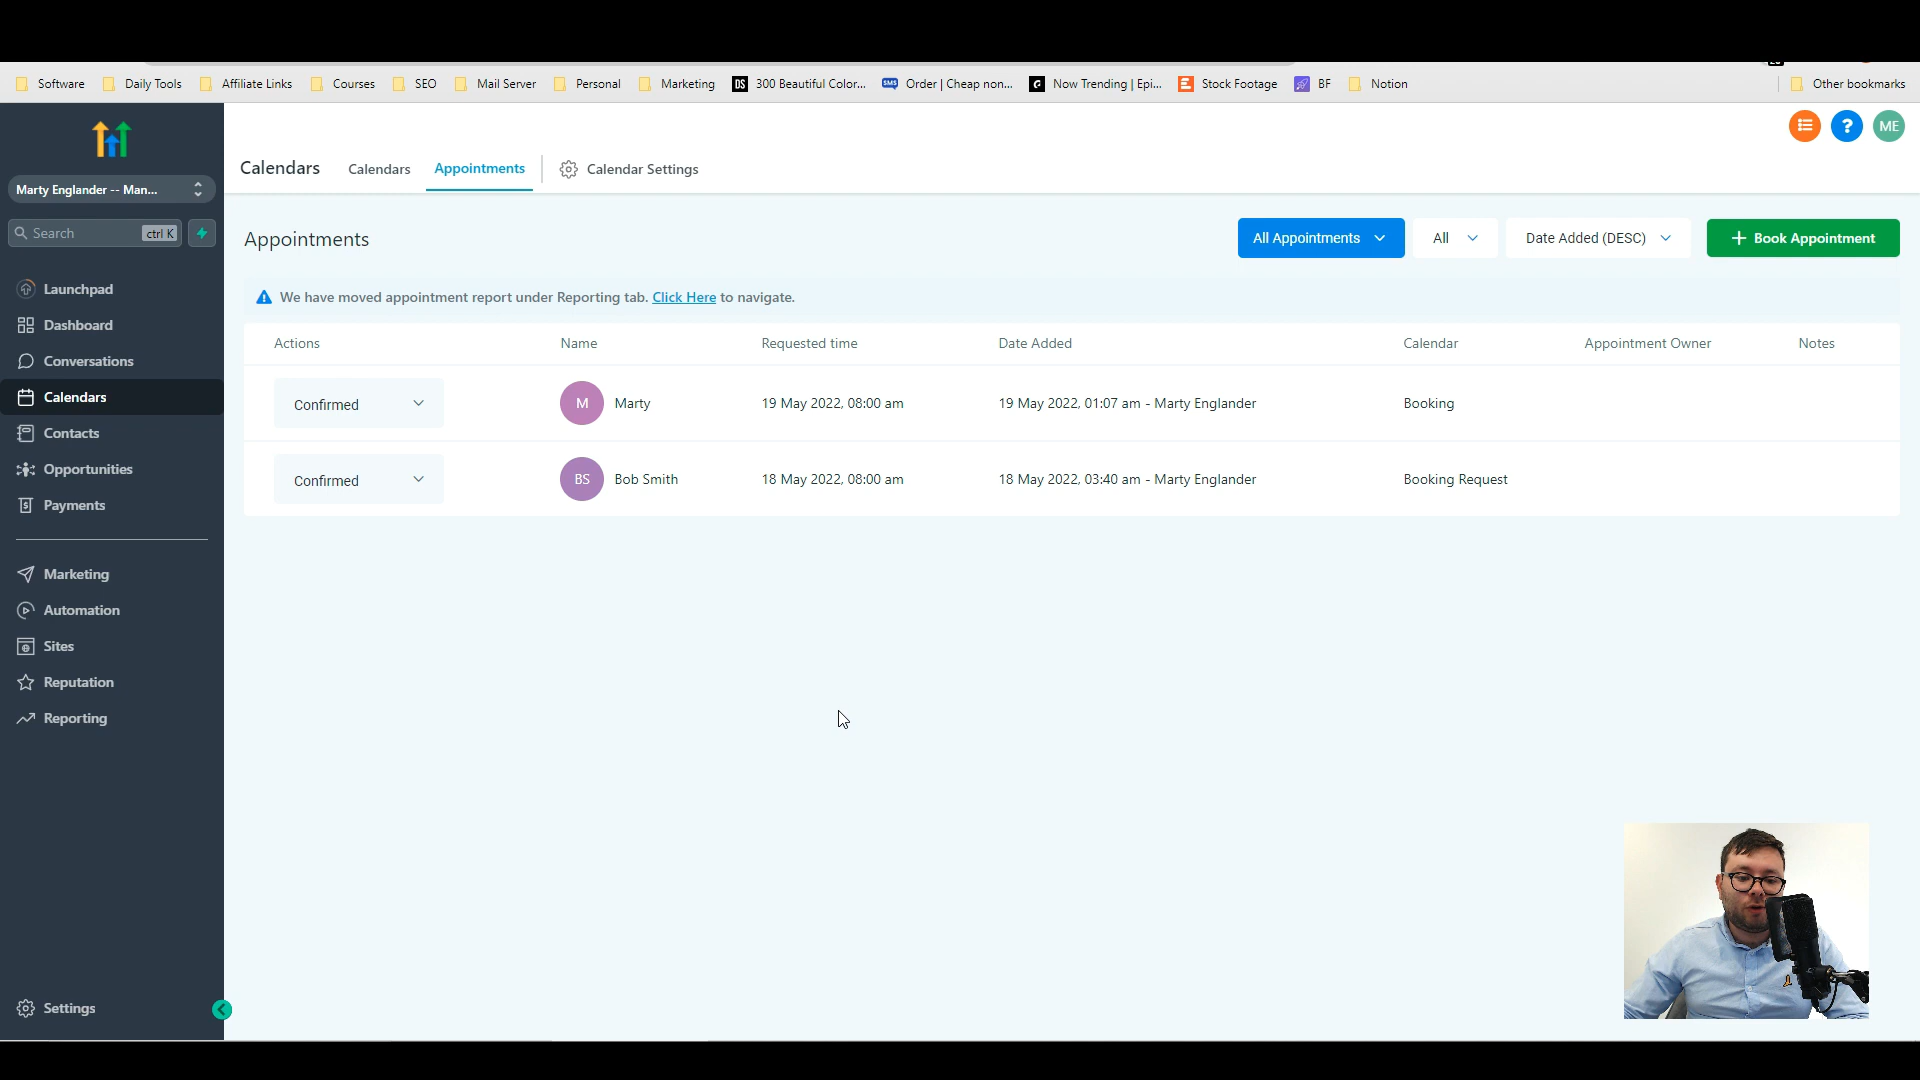 Software Daily Tools Affiliate Links Courses SEO Mail Server Personal Marketing DS 300 Beautiful Color... SMS Order | Cheap non... Now Trending | Epi... Stock Footage BF Notion Other bookmarks
? ME
Calendars Calendars Appointments Calendar Settings
Marty Englander -- Man...
Search ctrl K
Appointments All Appointments All Date Added (DESC) + Book Appointment
We have moved appointment report under Reporting tab. Click Here to navigate.
Actions Name Requested time Date Added Calendar Appointment Owner Notes
Confirmed M Marty 19 May 2022, 08:00 am 19 May 2022, 01:07 am - Marty Englander Booking
Confirmed BS Bob Smith 18 May 2022, 08:00 am 18 May 2022, 03:40 am - Marty Englander Booking Request
Launchpad
Dashboard
Conversations
Calendars
Contacts
Opportunities
Payments
Marketing
Automation
Sites
Reputation
Reporting
Settings